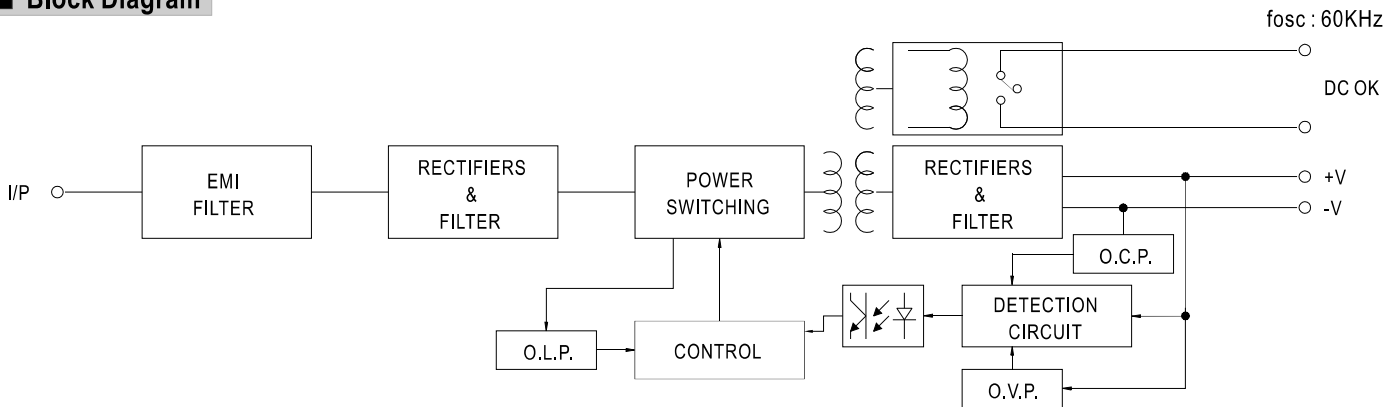 ■ Block Diagram
fosc : 60KHz
DC OK
I/P
EMI
FILTER
RECTIFIERS
&
FILTER
POWER
SWITCHING
RECTIFIERS
&
FILTER
+V
-V
O.C.P.
DETECTION
CIRCUIT
O.L.P.
CONTROL
O.V.P.